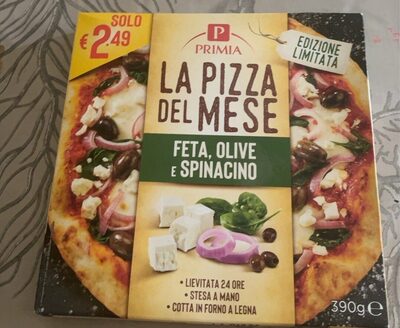 SOLO
€2.49
P
PRIMIA
EDIZIONE
LIMITATA
LA PIZZA
DEL MESE
FETA, OLIVE
E SPINACINO
• LIEVITATA 24 ORE
• STESA A MANO
• COTTA IN FORNO A LEGNA
390g e